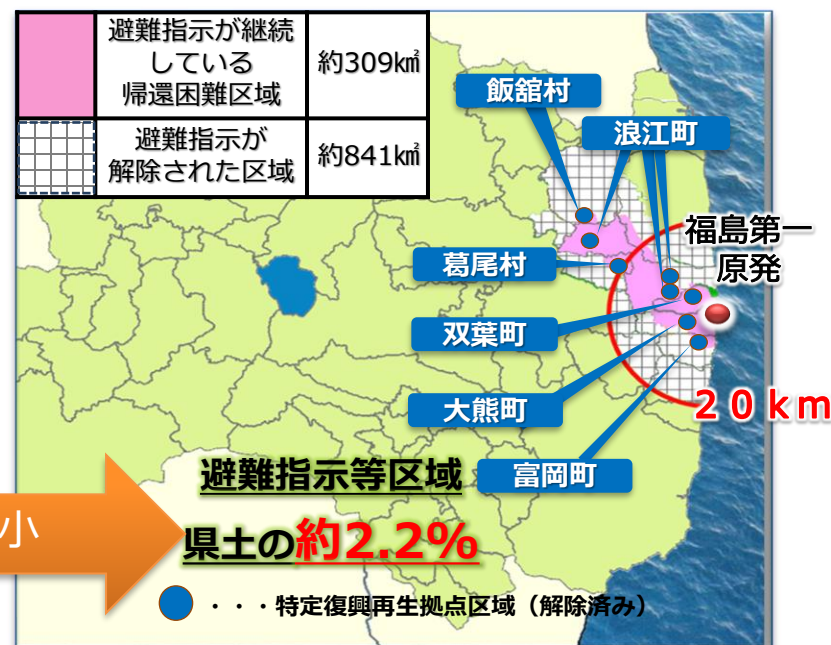 避難指示が継続
している
帰還困難区域
約309㎢
避難指示が
解除された区域
約841㎢
飯舘村
浪江町
福島第一
原発
葛尾村
双葉町
大熊町
２０ｋｍ
富岡町
避難指示等区域
小
県土の約2.2%
・・・特定復興再生拠点区域（解除済み）